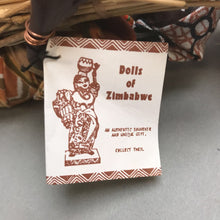 Dolls
of
Zimbabwe
AN AUTHENTIC SOUVENIR
AND UNIQUE GIFT.
COLLECT THEM.